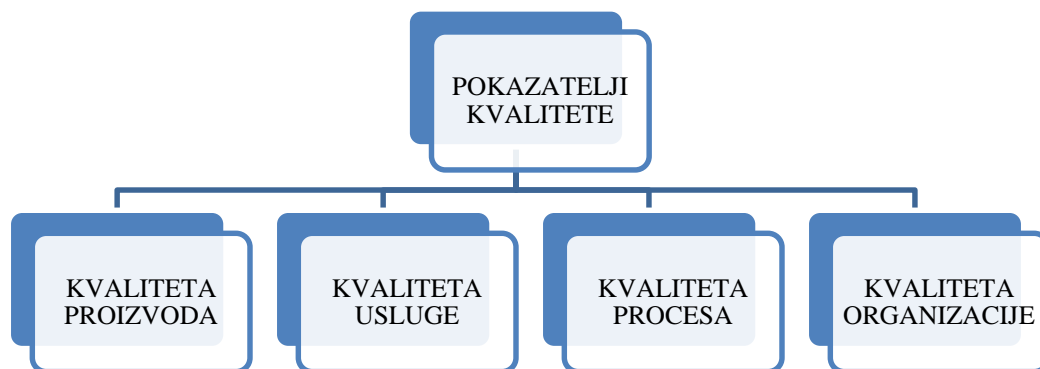 POKAZATELJI
KVALITETE
KVALITETA
PROIZVODA
KVALITETA
USLUGE
KVALITETA
PROCESA
KVALITETA
ORGANIZACIJE